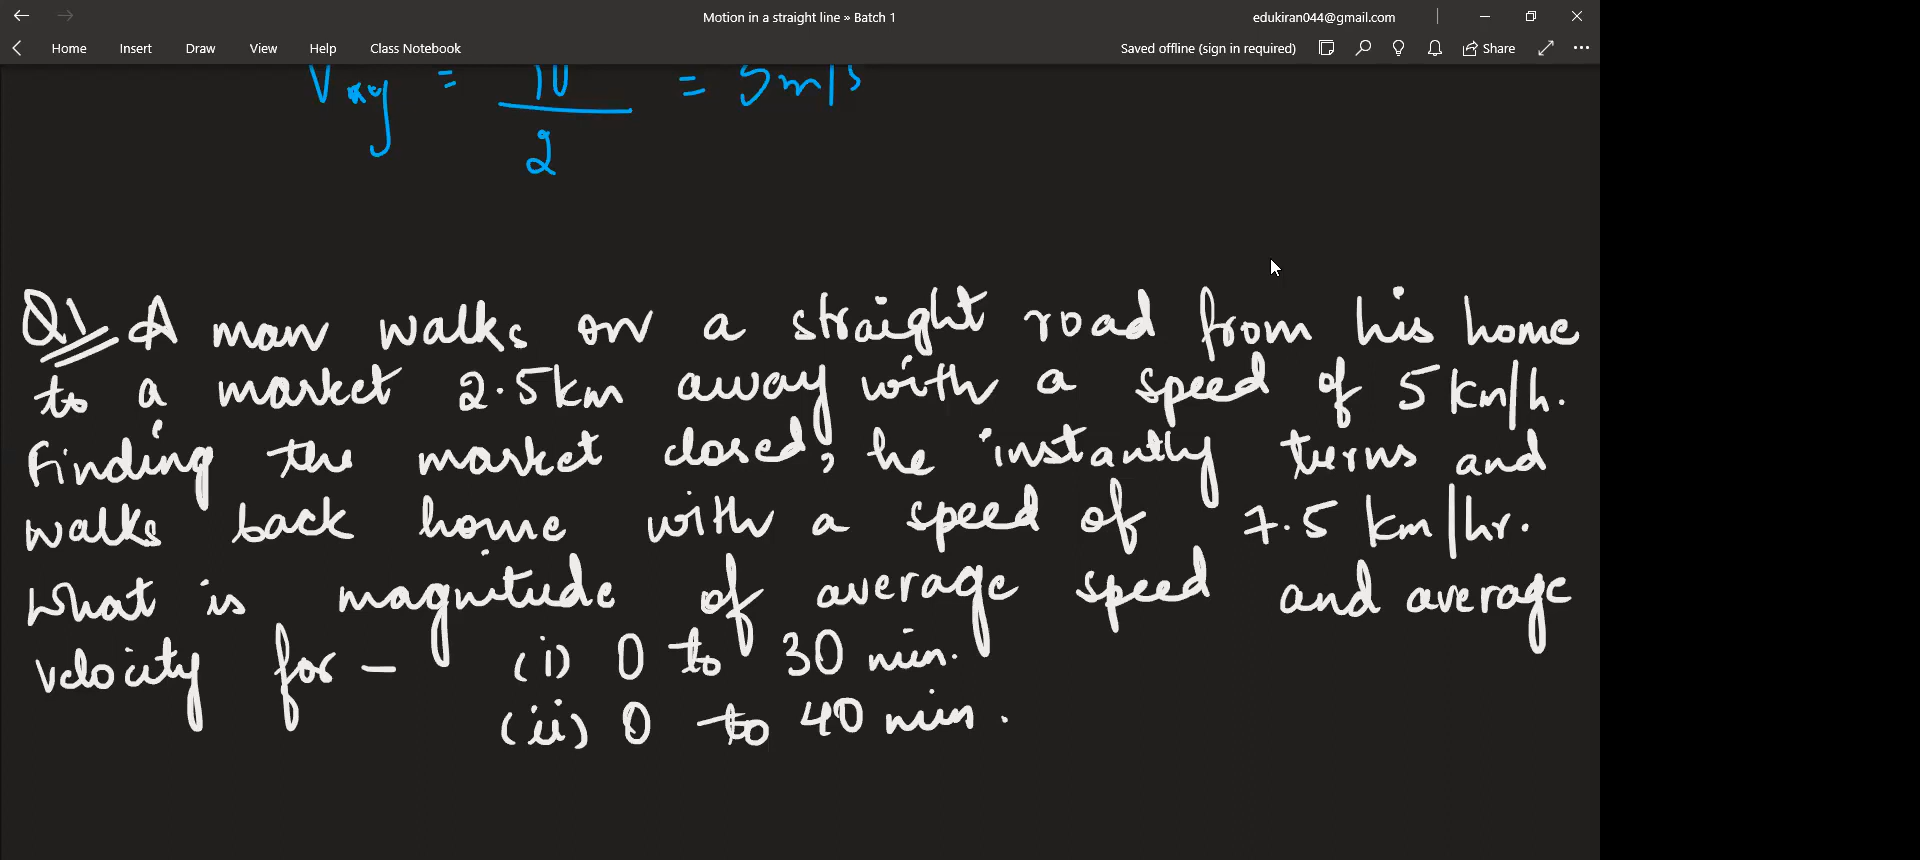 Motion in a straight line » Batch 1
edukiran044@gmail.com
Home Insert Draw View Help Class Notebook
Saved offline (sign in required) Share
Vavg = 10 / 2 = 5 m/s
Q1 A man walks on a straight road from his home
to a market 2.5 km away with a speed of 5 km/h.
Finding the market closed, he instantly turns and
walks back home with a speed of 7.5 km/hr.
What is magnitude of average speed and average
velocity for – (i) 0 to 30 min.
(ii) 0 to 40 min.